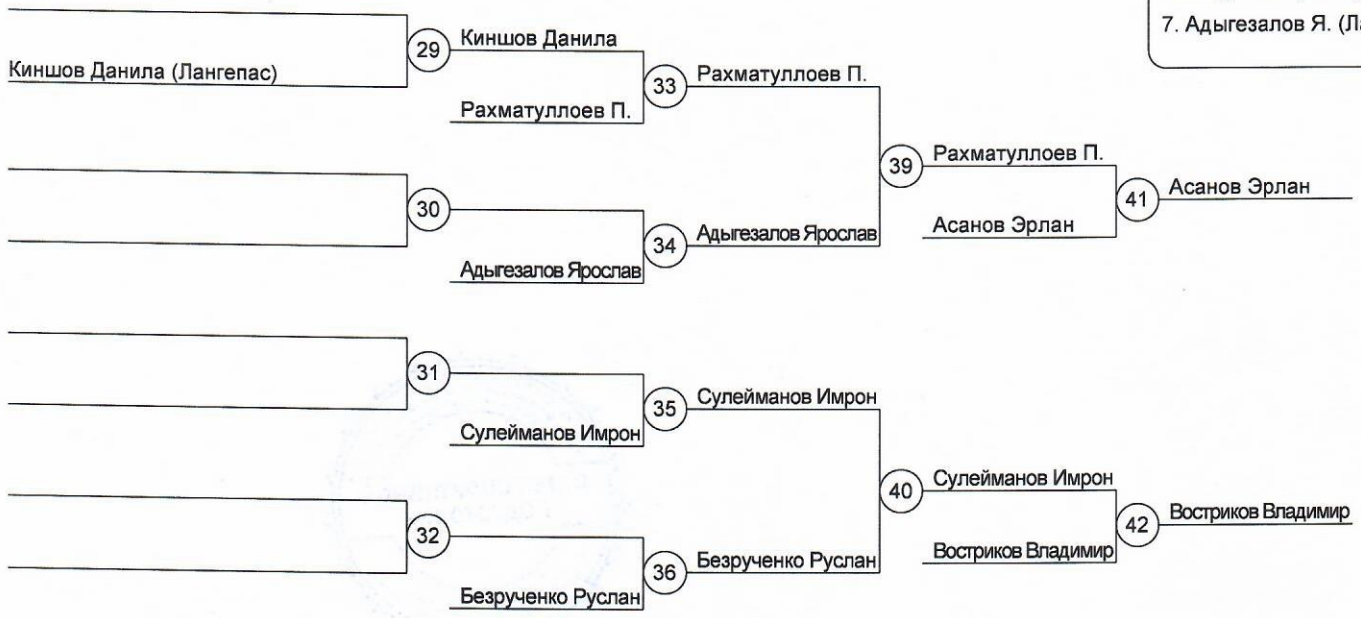 7. Адыгезалов Я. (Ла
29
Киншов Данила
Киншов Данила (Лангепас)
33
Рахматуллоев П.
Рахматуллоев П.
39
Рахматуллоев П.
41
Асанов Эрлан
30
Асанов Эрлан
34
Адыгезалов Ярослав
Адыгезалов Ярослав
31
35
Сулейманов Имрон
Сулейманов Имрон
40
Сулейманов Имрон
42
Востриков Владимир
32
Востриков Владимир
36
Безрученко Руслан
Безрученко Руслан